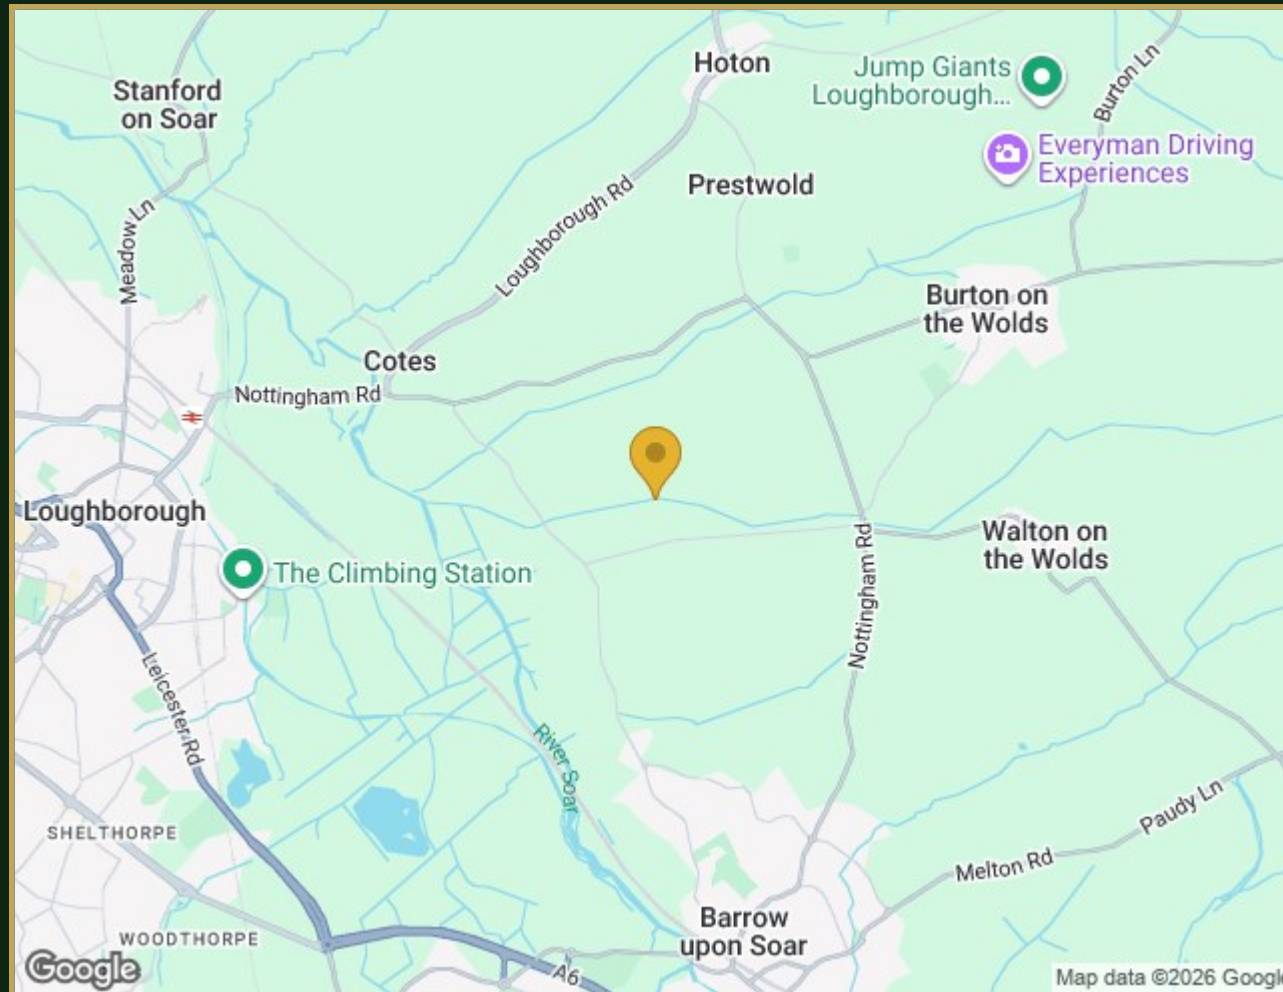 Hoton
Jump Giants
Loughborough...
Stanford
on Soar
Burton Ln
Everyman Driving
Experiences
Prestwold
Meadow Ln
Loughborough Rd
Burton on
the Wolds
Cotes
Nottingham Rd
Loughborough
Walton on
the Wolds
The Climbing Station
Nottingham Rd
Leicester Rd
River Soar
Paudy Ln
SHELTHORPE
Melton Rd
Barrow
upon Soar
WOODTHORPE
A6
Google
Map data ©2026 Google